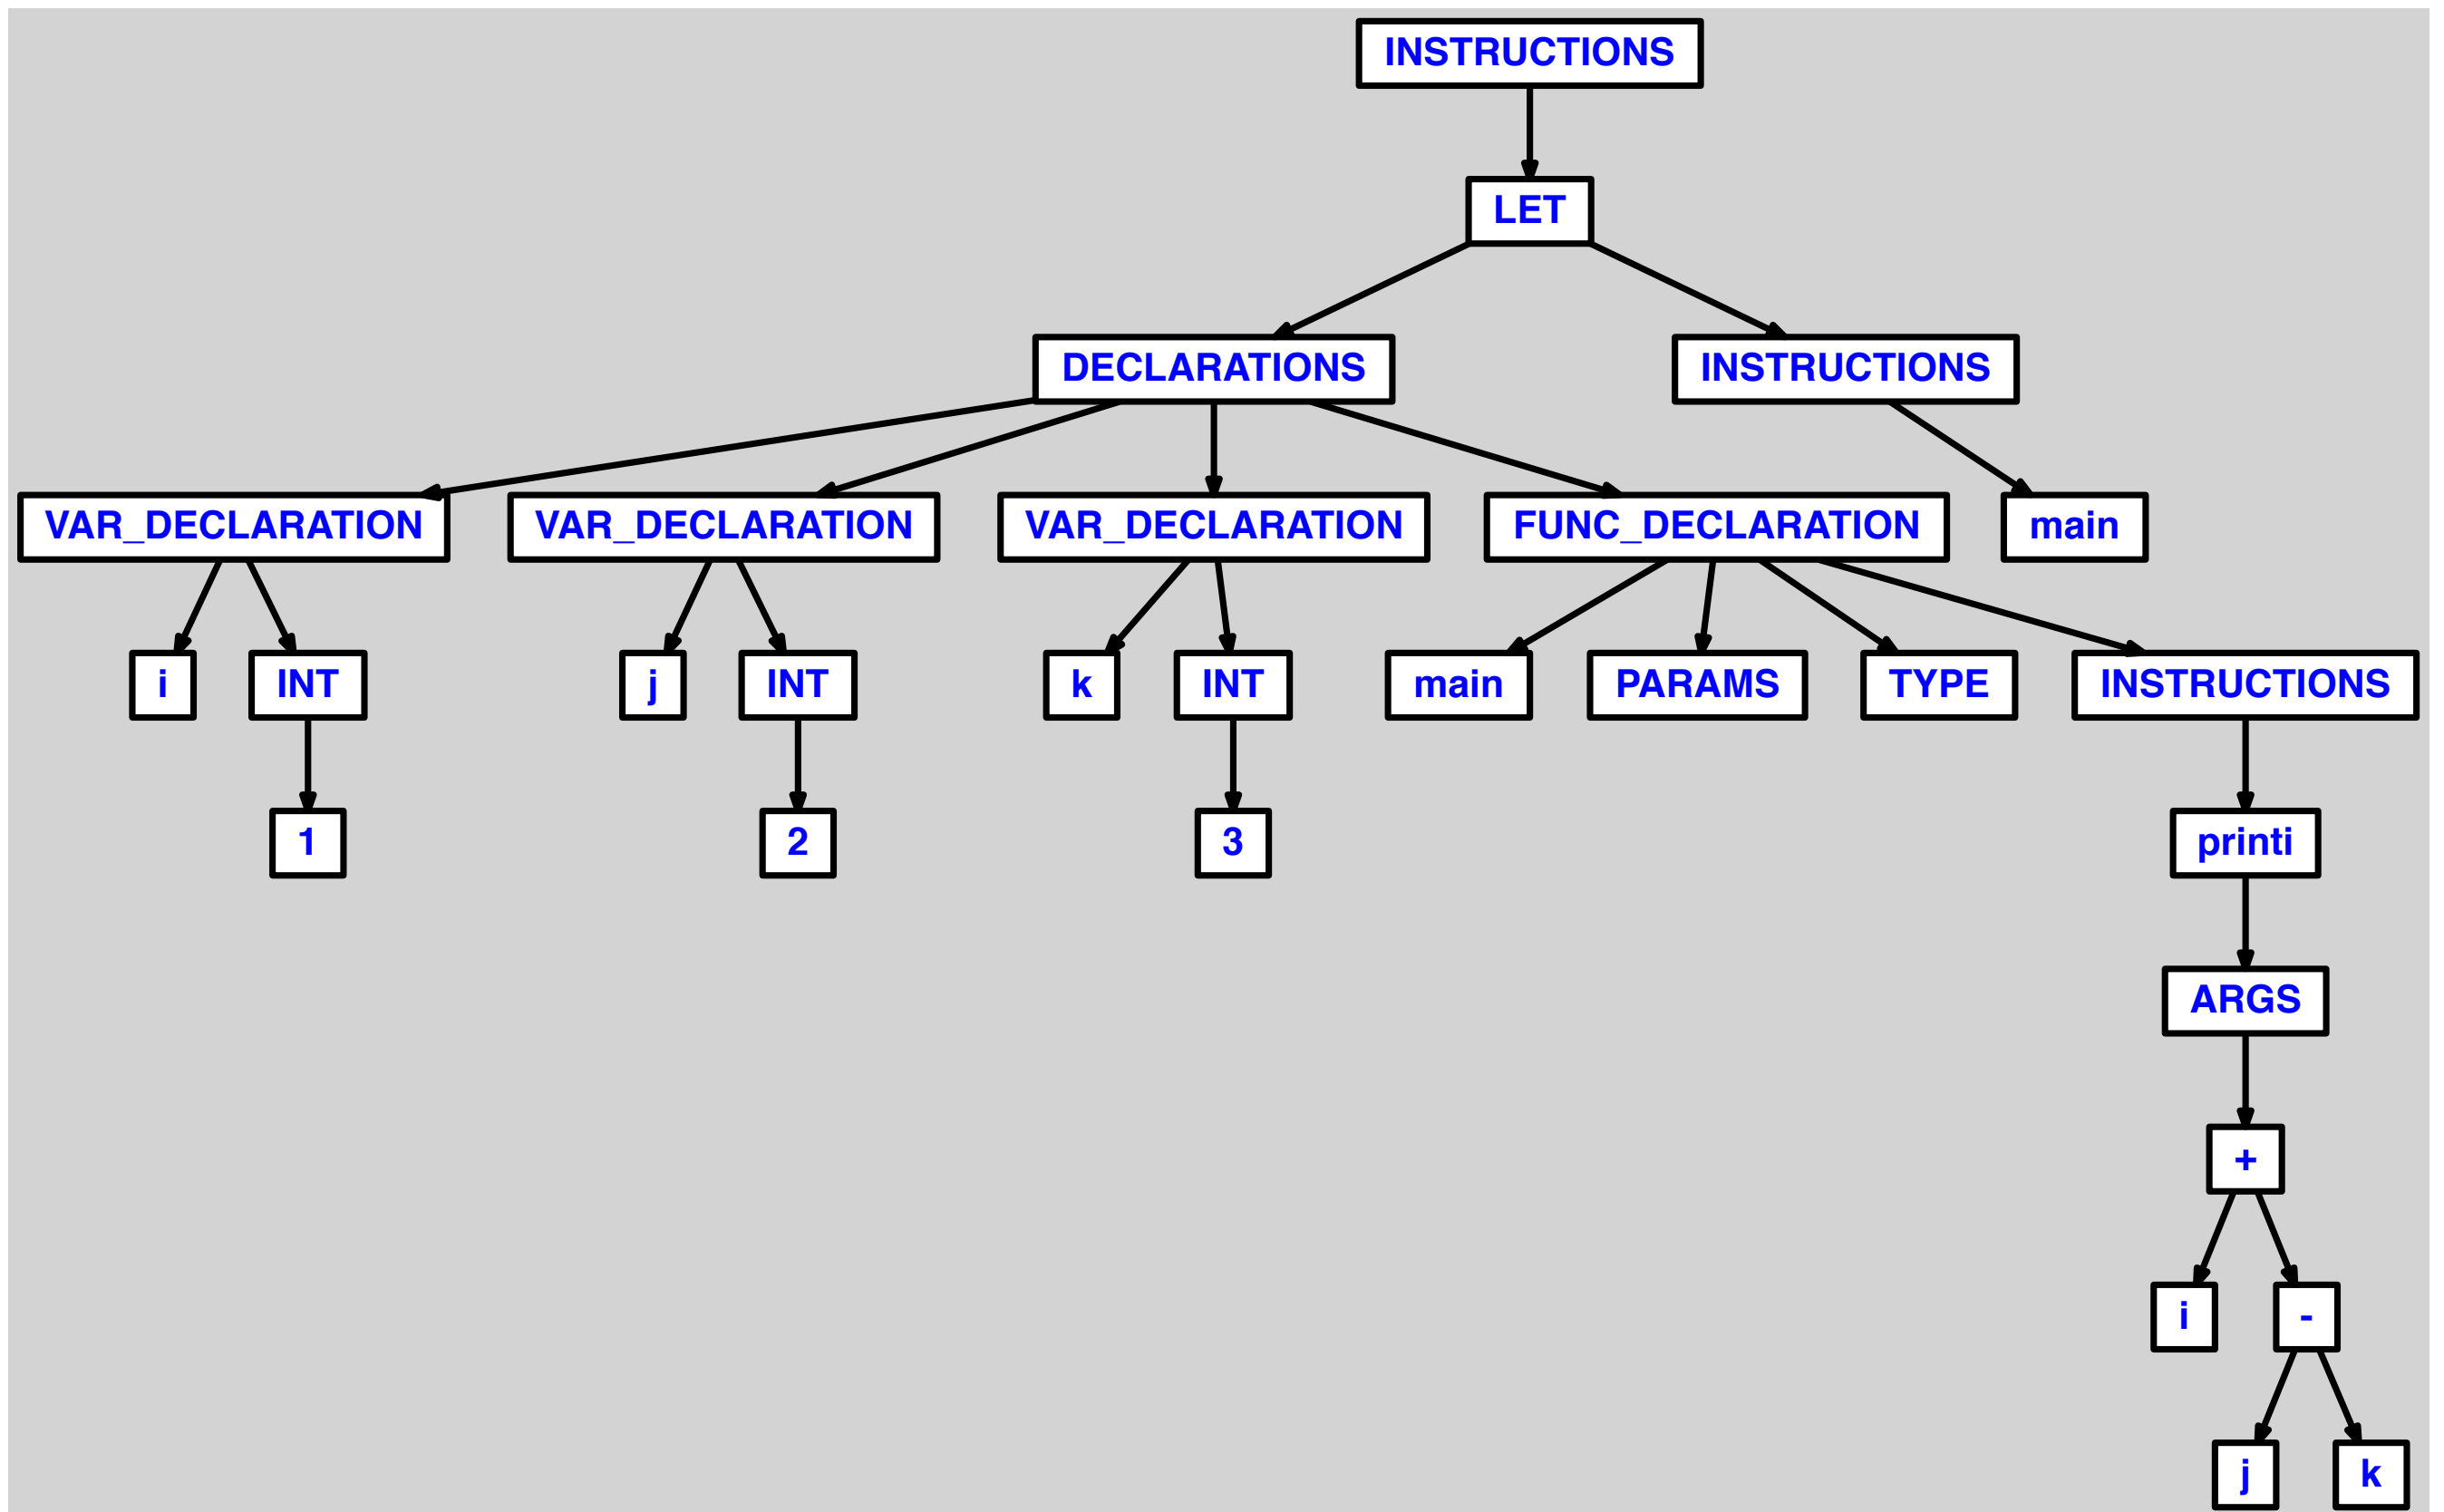 INSTRUCTIONS
LET
DECLARATIONS
INSTRUCTIONS
VAR_DECLARATION
VAR_DECLARATION
VAR_DECLARATION
FUNC_DECLARATION
main
i
INT
j
INT
k
INT
main
PARAMS
TYPE
INSTRUCTIONS
1
2
3
printi
ARGS
+
i
-
j
k